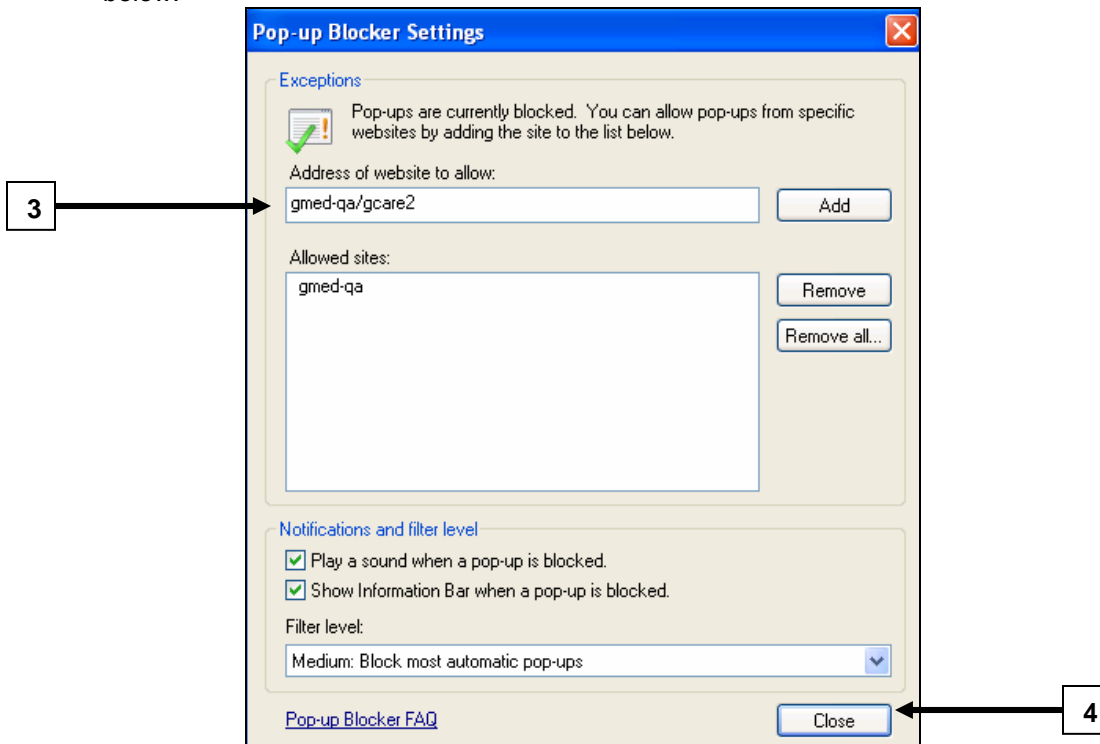 below.
Pop-up Blocker Settings
Exceptions
Pop-ups are currently blocked. You can allow pop-ups from specific
websites by adding the site to the list below.
Address of website to allow:
3
gmed-qa/gcare2
Add
Allowed sites:
gmed-qa
Remove
Remove all...
Notifications and filter level
Play a sound when a pop-up is blocked.
Show Information Bar when a pop-up is blocked.
Filter level:
Medium: Block most automatic pop-ups
Pop-up Blocker FAQ
Close
4